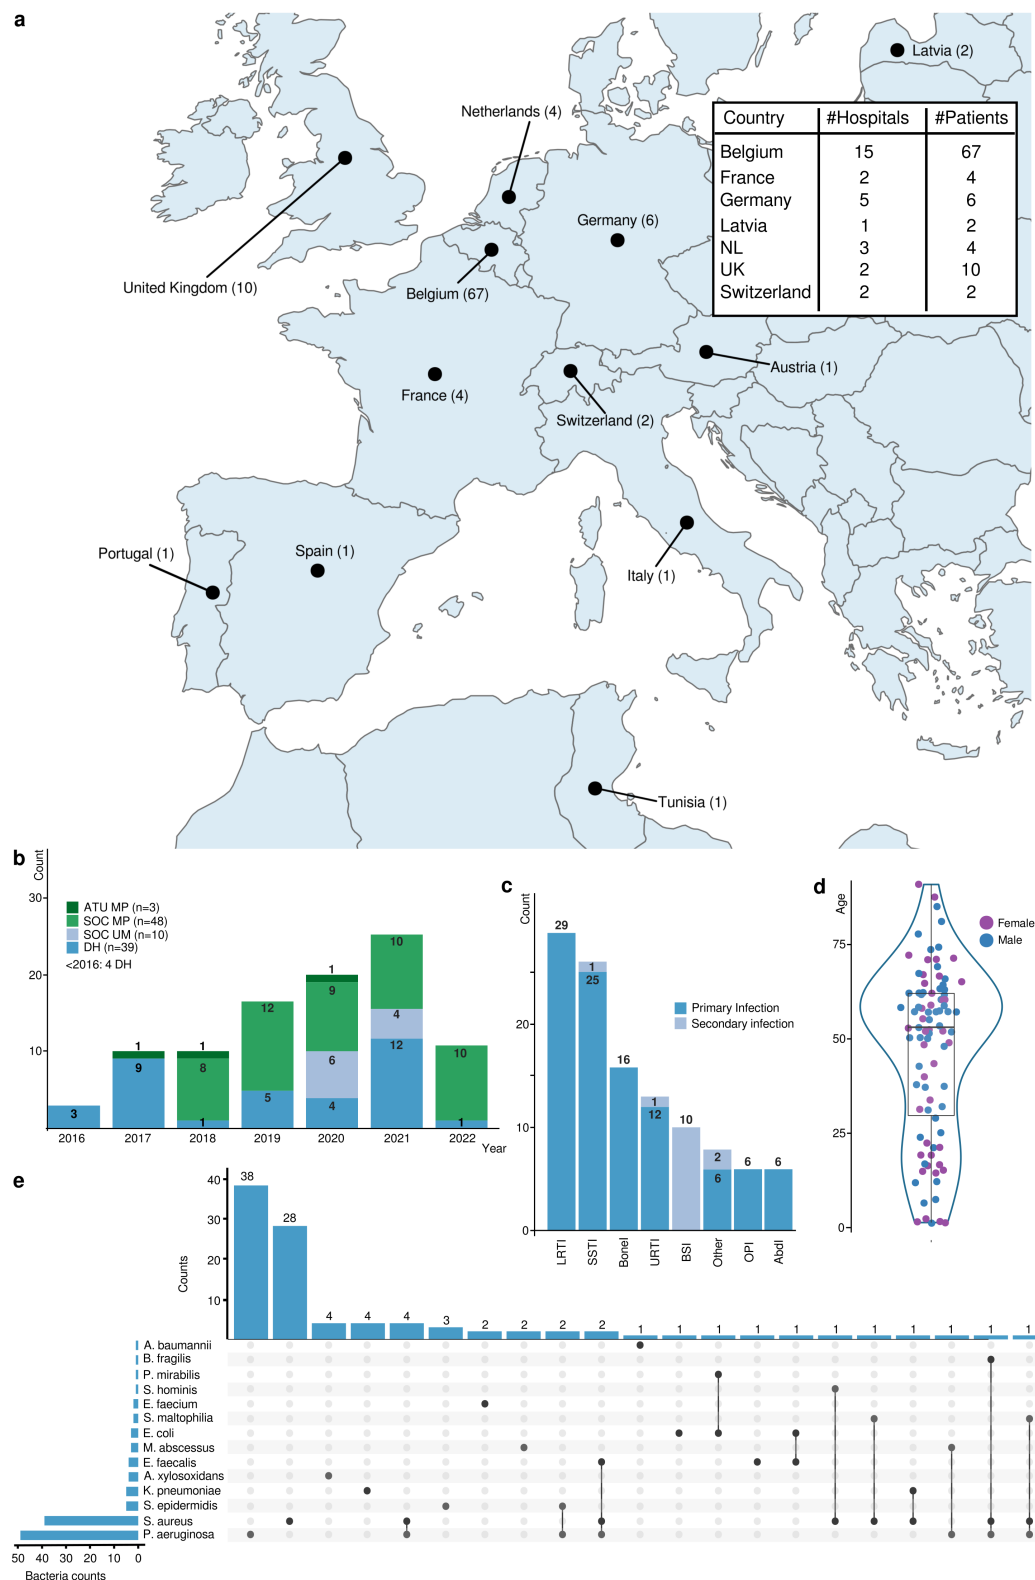 a
Latvia (2)
Netherlands (4)
Country #Hospitals #Patients
Belgium 15 67
France 2 4
Germany 5 6
Latvia 1 2
NL 3 4
UK 2 10
Switzerland 2 2
Germany (6)
United Kingdom (10)
Belgium (67)
Austria (1)
France (4)
Switzerland (2)
Portugal (1)
Spain (1)
Italy (1)
Tunisia (1)
b
Count
30
20
10
ATU MP (n=3)
SOC MP (n=48)
SOC UM (n=10)
DH (n=39)
<2016: 4 DH
3
1
9
1
8
1
12
5
1
9
6
4
10
4
12
10
1
2016 2017 2018 2019 2020 2021 2022
Year
c
Count
20
10
0
29
1
25
16
1
12
10
2
6
6
6
Primary Infection
Secondary infection
LRTI SSTI BoneI URTI BSI Other OPI AbdI
d
Age
75
50
25
0
Female
Male
e
Counts
40
30
20
10
38 28 4 4 4 3 2 2 2 2 1 1 1 1 1 1 1 1 1 1 1
A. baumannii
B. fragilis
P. mirabilis
S. hominis
E. faecium
S. maltophilia
E. coli
M. abscessus
E. faecalis
A. xylosoxidans
K. pneumoniae
S. epidermidis
S. aureus
P. aeruginosa
50 40 30 20 10 0
Bacteria counts